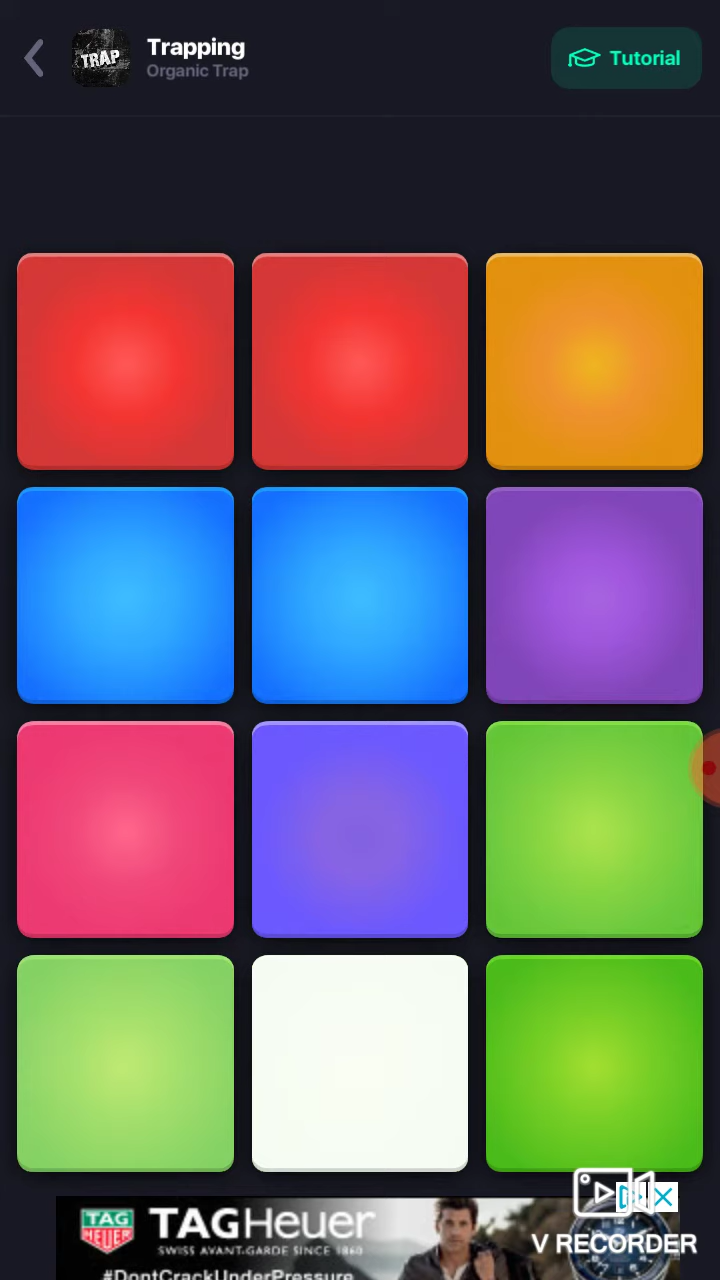 TRAP
Trapping
Organic Trap
Tutorial
TAG
HEUER
TAGHeuer
SWISS AVANT-GARDE SINCE 1860
#DontCrackUnderPressure
V RECORDER